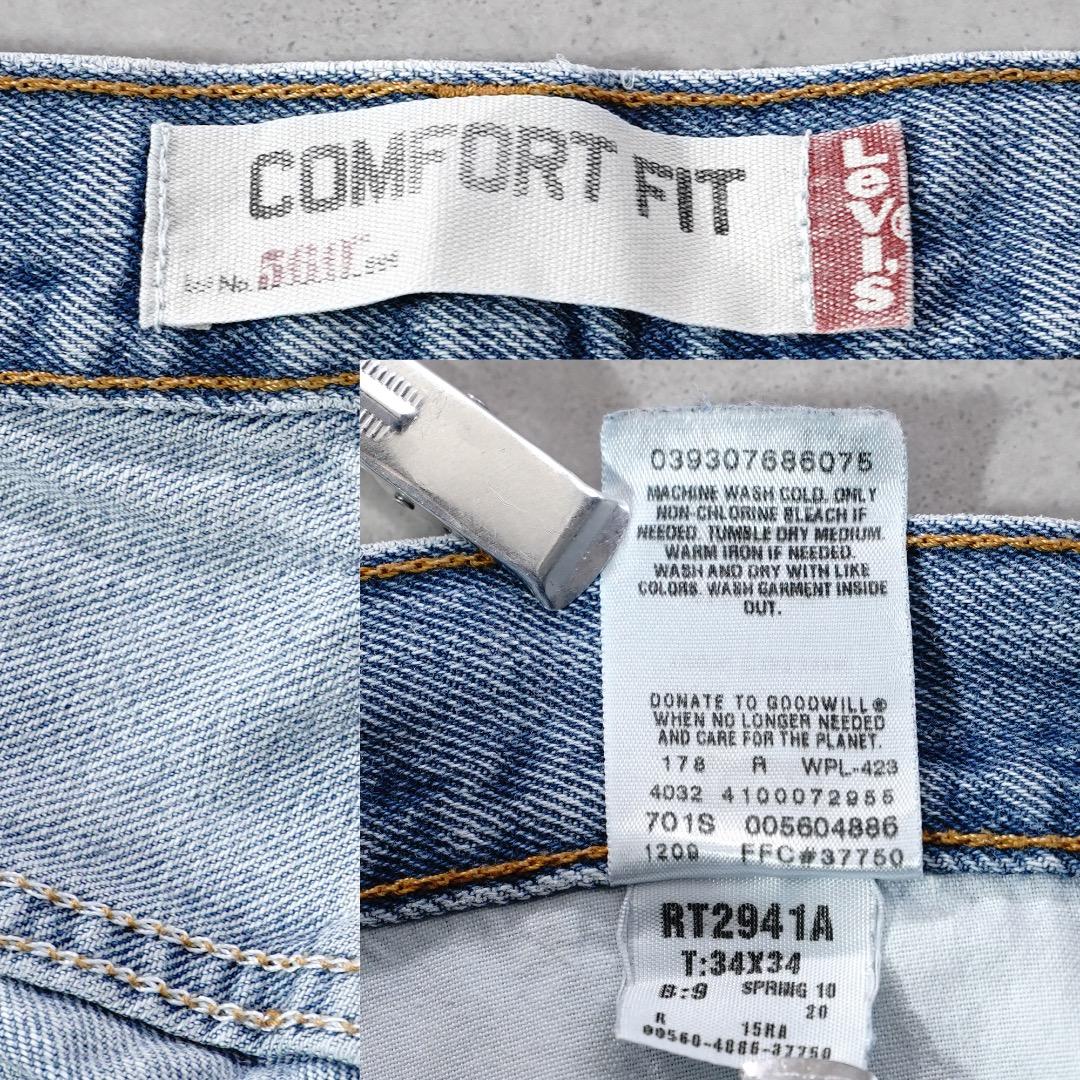 COMFORT FIT
Levi's
No.
039307686075
MACHINE WASH COLD. ONLY
NON-CHLORINE BLEACH IF
NEEDED. TUMBLE DRY MEDIUM.
WARM IRON IF NEEDED.
WASH AND DRY WITH LIKE
COLORS. WASH GARMENT INSIDE
OUT.
DONATE TO GOODWILL®
WHEN NO LONGER NEEDED
AND CARE FOR THE PLANET.
178 R WPL-423
4032 4100072955
701S 005604886
1209 FFC#37750
RT2941A
T:34X34
B:9 SPRING 10
20
R 15RA
00560-4886-37750